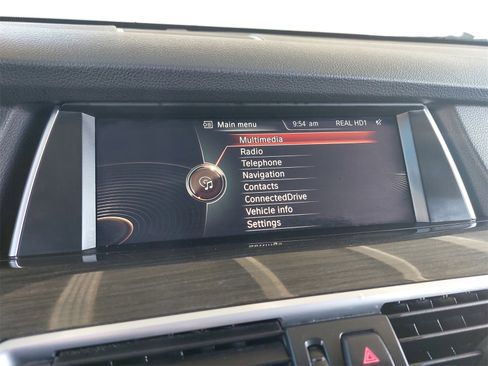 Main menu 9:54 am REAL HD1
Multimedia
Radio
Telephone
Navigation
Contacts
ConnectedDrive
Vehicle info
Settings